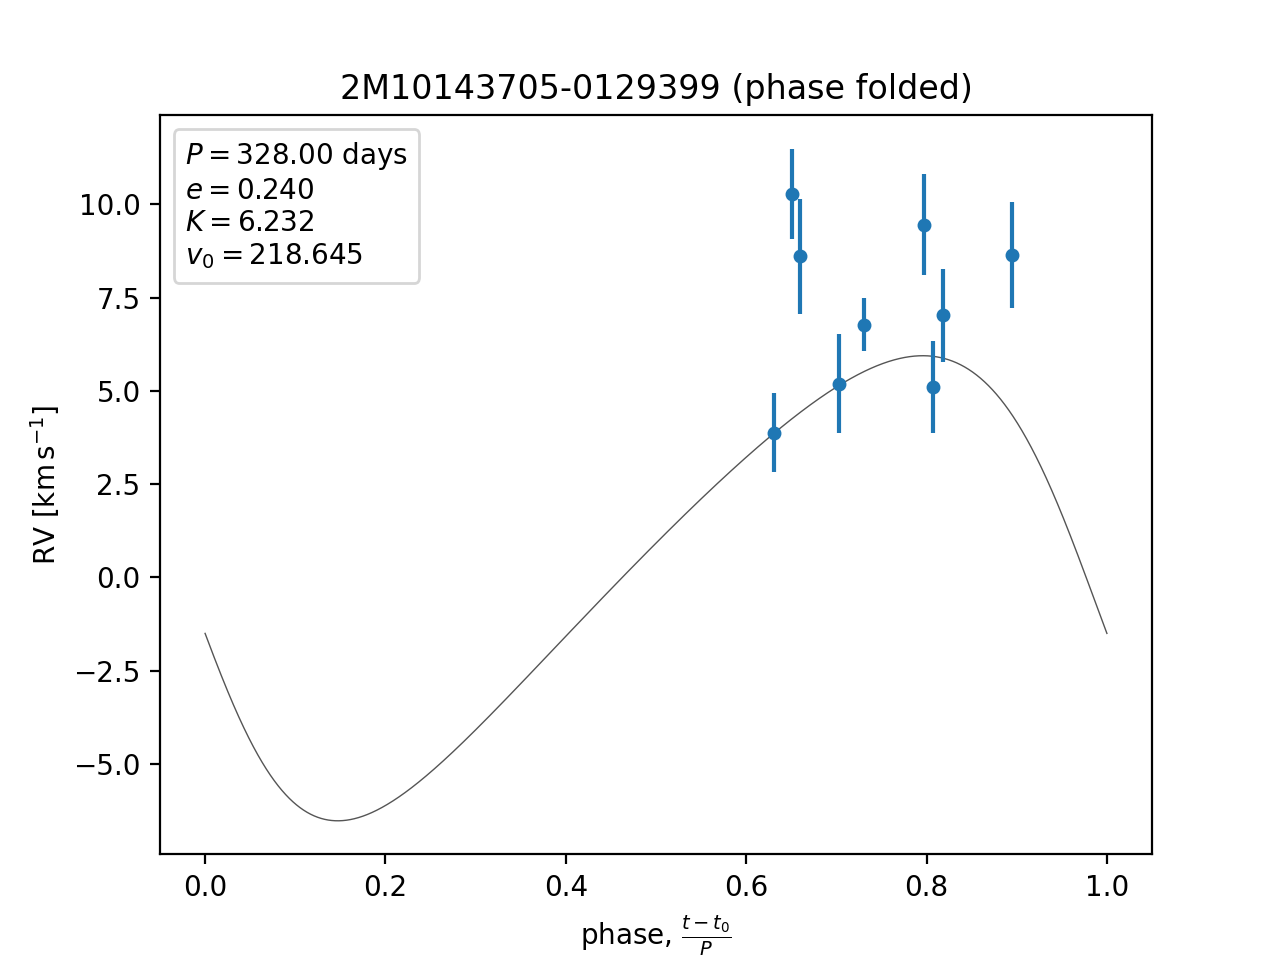 2M10143705-0129399 (phase folded)
P = 328.00 days
e = 0.240
K = 6.232
v₀ = 218.645
10.0
7.5
5.0
2.5
0.0
−2.5
−5.0
RV [km s⁻¹]
0.0 0.2 0.4 0.6 0.8 1.0
phase, (t − t₀)/P